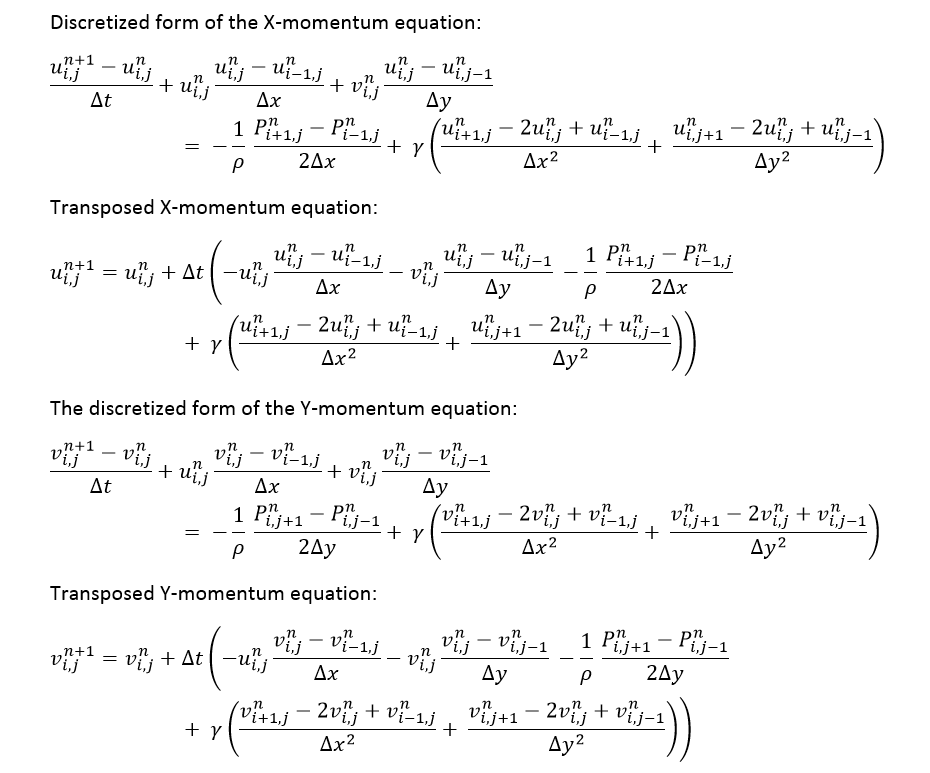 Discretized form of the X-momentum equation:
\frac{u_{i,j}^{n+1} - u_{i,j}^{n}}{\Delta t} + u_{i,j}^{n} \frac{u_{i,j}^{n} - u_{i-1,j}^{n}}{\Delta x} + v_{i,j}^{n} \frac{u_{i,j}^{n} - u_{i,j-1}^{n}}{\Delta y}
= -\frac{1}{\rho} \frac{P_{i+1,j}^{n} - P_{i-1,j}^{n}}{2\Delta x} + \gamma \left( \frac{u_{i+1,j}^{n} - 2u_{i,j}^{n} + u_{i-1,j}^{n}}{\Delta x^2} + \frac{u_{i,j+1}^{n} - 2u_{i,j}^{n} + u_{i,j-1}^{n}}{\Delta y^2} \right)
Transposed X-momentum equation:
u_{i,j}^{n+1} = u_{i,j}^{n} + \Delta t \left( -u_{i,j}^{n} \frac{u_{i,j}^{n} - u_{i-1,j}^{n}}{\Delta x} - v_{i,j}^{n} \frac{u_{i,j}^{n} - u_{i,j-1}^{n}}{\Delta y} - \frac{1}{\rho} \frac{P_{i+1,j}^{n} - P_{i-1,j}^{n}}{2\Delta x}
+ \gamma \left( \frac{u_{i+1,j}^{n} - 2u_{i,j}^{n} + u_{i-1,j}^{n}}{\Delta x^2} + \frac{u_{i,j+1}^{n} - 2u_{i,j}^{n} + u_{i,j-1}^{n}}{\Delta y^2} \right) \right)
The discretized form of the Y-momentum equation:
\frac{v_{i,j}^{n+1} - v_{i,j}^{n}}{\Delta t} + u_{i,j}^{n} \frac{v_{i,j}^{n} - v_{i-1,j}^{n}}{\Delta x} + v_{i,j}^{n} \frac{v_{i,j}^{n} - v_{i,j-1}^{n}}{\Delta y}
= -\frac{1}{\rho} \frac{P_{i,j+1}^{n} - P_{i,j-1}^{n}}{2\Delta y} + \gamma \left( \frac{v_{i+1,j}^{n} - 2v_{i,j}^{n} + v_{i-1,j}^{n}}{\Delta x^2} + \frac{v_{i,j+1}^{n} - 2v_{i,j}^{n} + v_{i,j-1}^{n}}{\Delta y^2} \right)
Transposed Y-momentum equation:
v_{i,j}^{n+1} = v_{i,j}^{n} + \Delta t \left( -u_{i,j}^{n} \frac{v_{i,j}^{n} - v_{i-1,j}^{n}}{\Delta x} - v_{i,j}^{n} \frac{v_{i,j}^{n} - v_{i,j-1}^{n}}{\Delta y} - \frac{1}{\rho} \frac{P_{i,j+1}^{n} - P_{i,j-1}^{n}}{2\Delta y}
+ \gamma \left( \frac{v_{i+1,j}^{n} - 2v_{i,j}^{n} + v_{i-1,j}^{n}}{\Delta x^2} + \frac{v_{i,j+1}^{n} - 2v_{i,j}^{n} + v_{i,j-1}^{n}}{\Delta y^2} \right) \right)